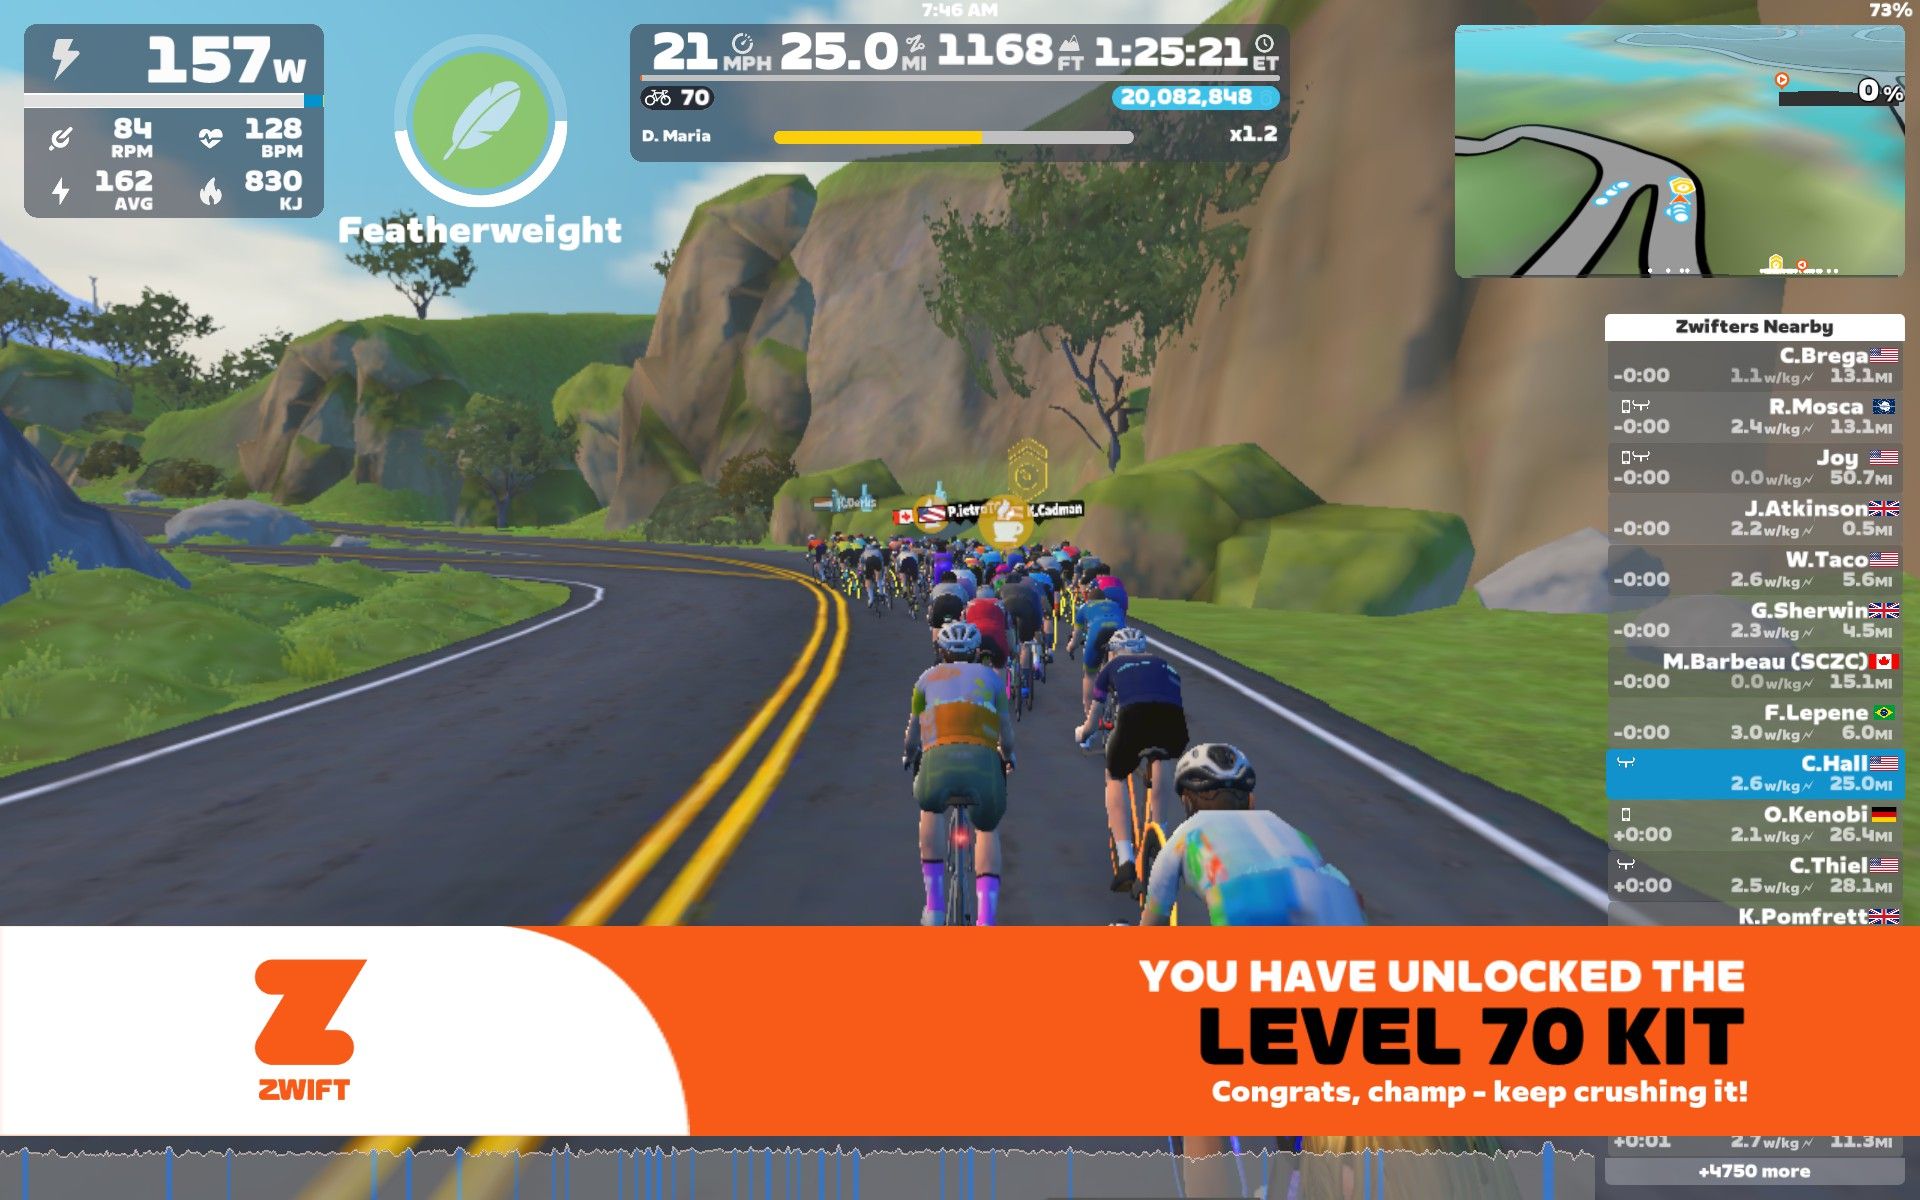 7:46 AM
73%
157w
84 RPM
128 BPM
162 AVG
830 KJ
Featherweight
21 MPH 25.0 MI 1168 FT 1:25:21 ET
70
20,082,848
D. Maria
x1.2
0%
Zwifters Nearby
C.Brega
-0:00 1.1w/kg 13.1MI
R.Mosca
-0:00 2.4w/kg 13.1MI
Joy
-0:00 0.0w/kg 50.7MI
J.Atkinson
-0:00 2.2w/kg 0.5MI
W.Taco
-0:00 2.6w/kg 5.6MI
G.Sherwin
-0:00 2.3w/kg 4.5MI
M.Barbeau (SCZC)
-0:00 0.0w/kg 15.1MI
F.Lepene
-0:00 3.0w/kg 6.0MI
C.Hall
2.6w/kg 25.0MI
O.Kenobi
+0:00 2.1w/kg 26.4MI
C.Thiel
+0:00 2.5w/kg 28.1MI
K.Pomfrett
K.Cadman
ZWIFT
YOU HAVE UNLOCKED THE
LEVEL 70 KIT
Congrats, champ - keep crushing it!
+0:01 2.7w/kg 11.3MI
+4750 more